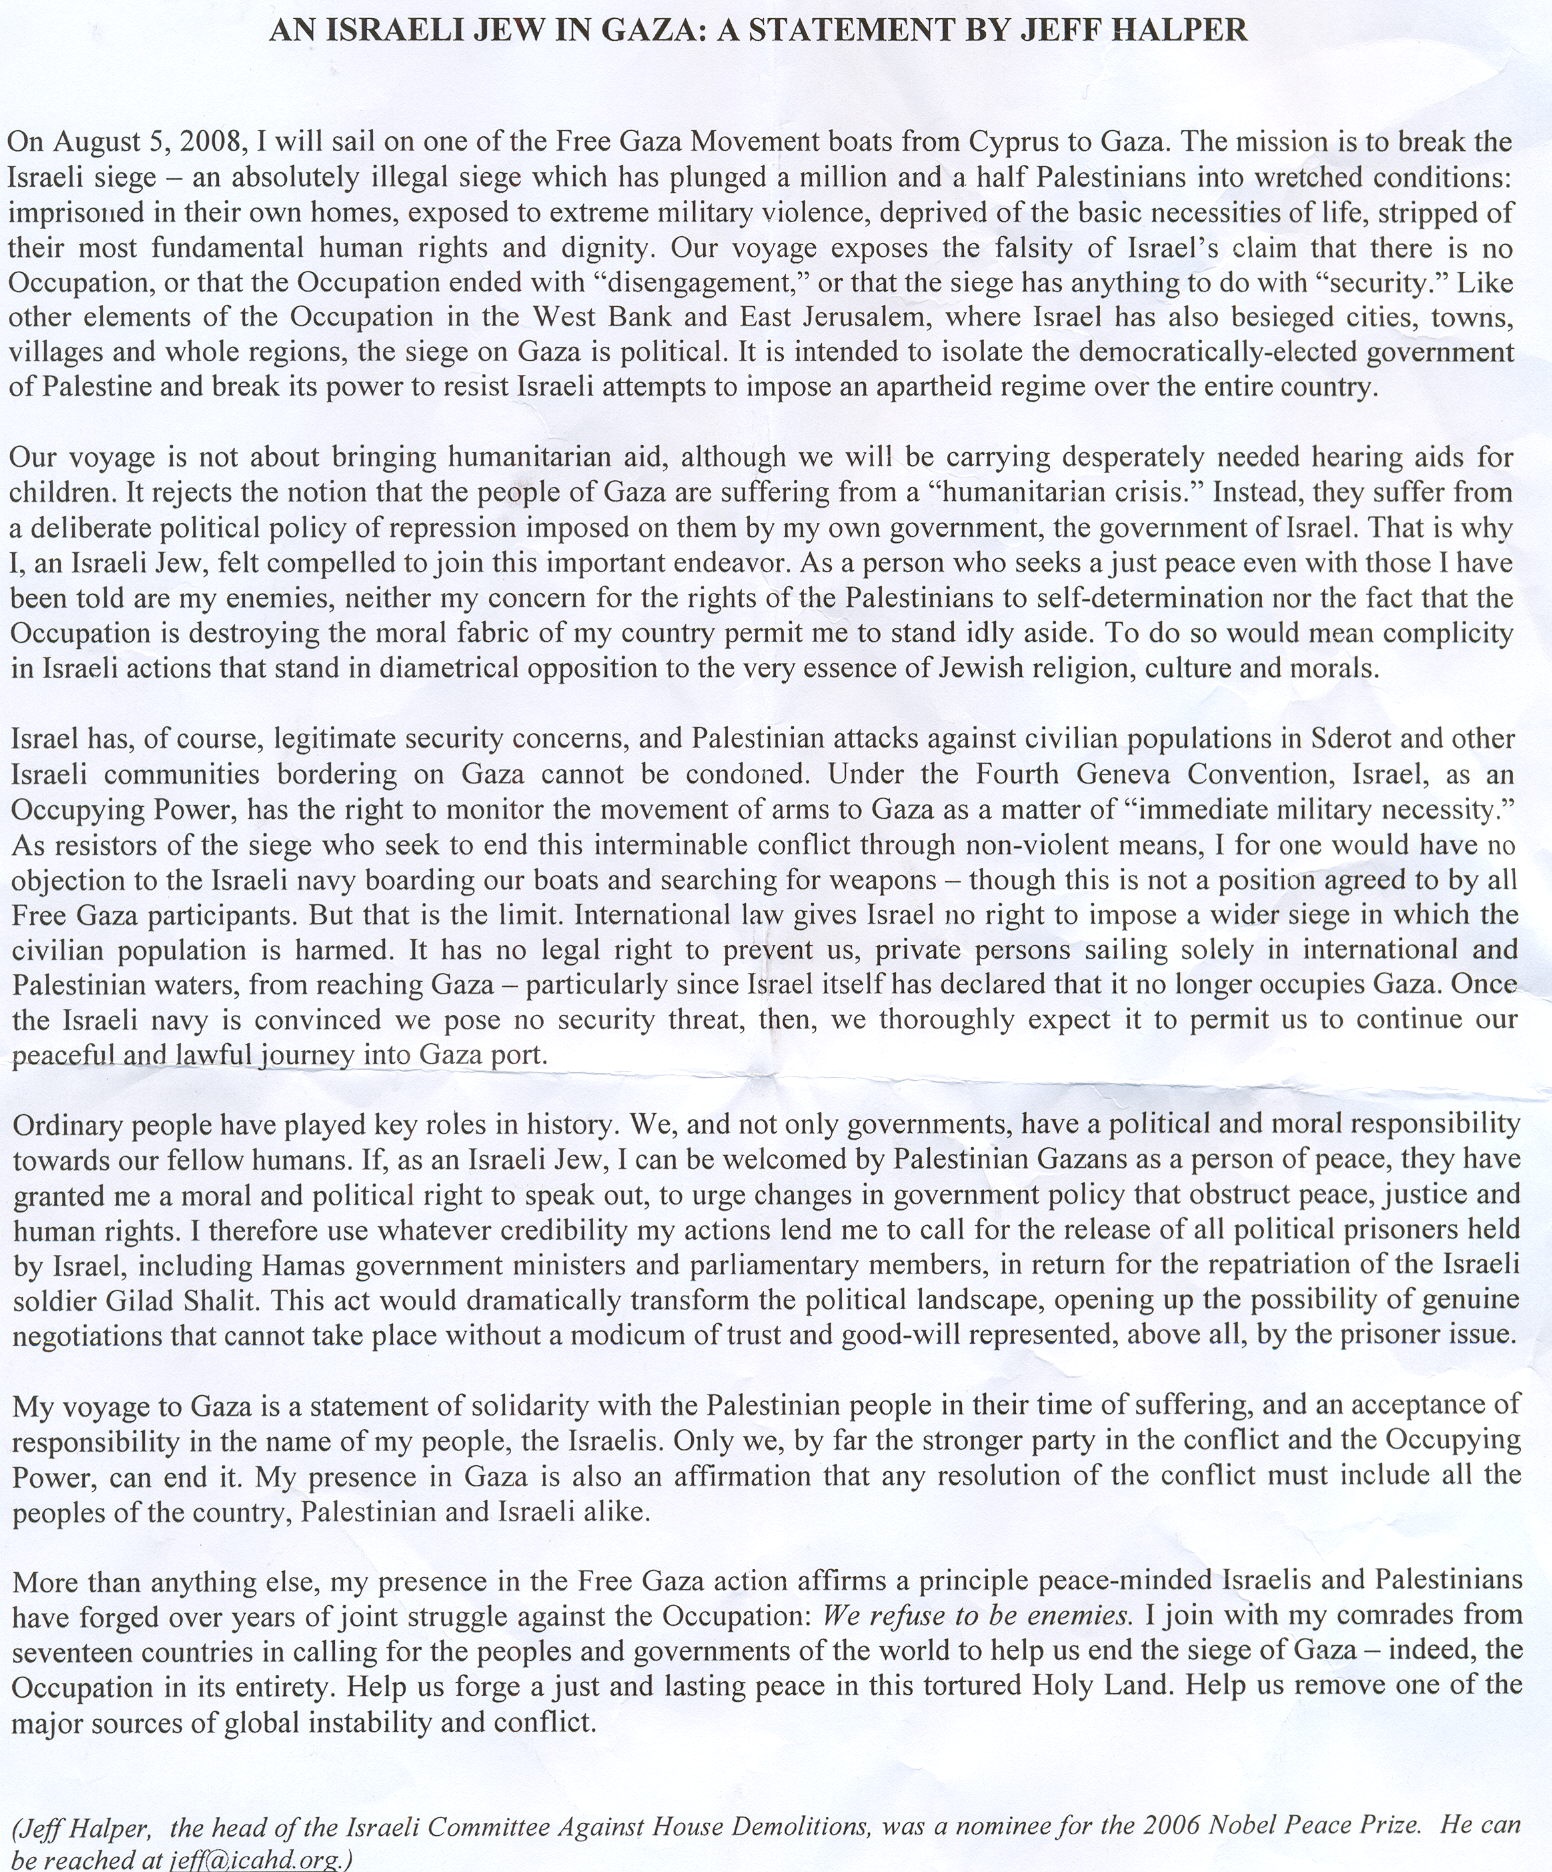 AN ISRAELI JEW IN GAZA: A STATEMENT BY JEFF HALPER
On August 5, 2008, I will sail on one of the Free Gaza Movement boats from Cyprus to Gaza. The mission is to break the
Israeli siege – an absolutely illegal siege which has plunged a million and a half Palestinians into wretched conditions:
imprisoned in their own homes, exposed to extreme military violence, deprived of the basic necessities of life, stripped of
their most fundamental human rights and dignity. Our voyage exposes the falsity of Israel’s claim that there is no
Occupation, or that the Occupation ended with “disengagement,” or that the siege has anything to do with “security.” Like
other elements of the Occupation in the West Bank and East Jerusalem, where Israel has also besieged cities, towns,
villages and whole regions, the siege on Gaza is political. It is intended to isolate the democratically-elected government
of Palestine and break its power to resist Israeli attempts to impose an apartheid regime over the entire country.
Our voyage is not about bringing humanitarian aid, although we will be carrying desperately needed hearing aids for
children. It rejects the notion that the people of Gaza are suffering from a “humanitarian crisis.” Instead, they suffer from
a deliberate political policy of repression imposed on them by my own government, the government of Israel. That is why
I, an Israeli Jew, felt compelled to join this important endeavor. As a person who seeks a just peace even with those I have
been told are my enemies, neither my concern for the rights of the Palestinians to self-determination nor the fact that the
Occupation is destroying the moral fabric of my country permit me to stand idly aside. To do so would mean complicity
in Israeli actions that stand in diametrical opposition to the very essence of Jewish religion, culture and morals.
Israel has, of course, legitimate security concerns, and Palestinian attacks against civilian populations in Sderot and other
Israeli communities bordering on Gaza cannot be condoned. Under the Fourth Geneva Convention, Israel, as an
Occupying Power, has the right to monitor the movement of arms to Gaza as a matter of “immediate military necessity.”
As resistors of the siege who seek to end this interminable conflict through non-violent means, I for one would have no
objection to the Israeli navy boarding our boats and searching for weapons – though this is not a position agreed to by all
Free Gaza participants. But that is the limit. International law gives Israel no right to impose a wider siege in which the
civilian population is harmed. It has no legal right to prevent us, private persons sailing solely in international and
Palestinian waters, from reaching Gaza – particularly since Israel itself has declared that it no longer occupies Gaza. Once
the Israeli navy is convinced we pose no security threat, then, we thoroughly expect it to permit us to continue our
peaceful and lawful journey into Gaza port.
Ordinary people have played key roles in history. We, and not only governments, have a political and moral responsibility
towards our fellow humans. If, as an Israeli Jew, I can be welcomed by Palestinian Gazans as a person of peace, they have
granted me a moral and political right to speak out, to urge changes in government policy that obstruct peace, justice and
human rights. I therefore use whatever credibility my actions lend me to call for the release of all political prisoners held
by Israel, including Hamas government ministers and parliamentary members, in return for the repatriation of the Israeli
soldier Gilad Shalit. This act would dramatically transform the political landscape, opening up the possibility of genuine
negotiations that cannot take place without a modicum of trust and good-will represented, above all, by the prisoner issue.
My voyage to Gaza is a statement of solidarity with the Palestinian people in their time of suffering, and an acceptance of
responsibility in the name of my people, the Israelis. Only we, by far the stronger party in the conflict and the Occupying
Power, can end it. My presence in Gaza is also an affirmation that any resolution of the conflict must include all the
peoples of the country, Palestinian and Israeli alike.
More than anything else, my presence in the Free Gaza action affirms a principle peace-minded Israelis and Palestinians
have forged over years of joint struggle against the Occupation: We refuse to be enemies. I join with my comrades from
seventeen countries in calling for the peoples and governments of the world to help us end the siege of Gaza – indeed, the
Occupation in its entirety. Help us forge a just and lasting peace in this tortured Holy Land. Help us remove one of the
major sources of global instability and conflict.
(Jeff Halper, the head of the Israeli Committee Against House Demolitions, was a nominee for the 2006 Nobel Peace Prize. He can
be reached at jeff@icahd.org.)